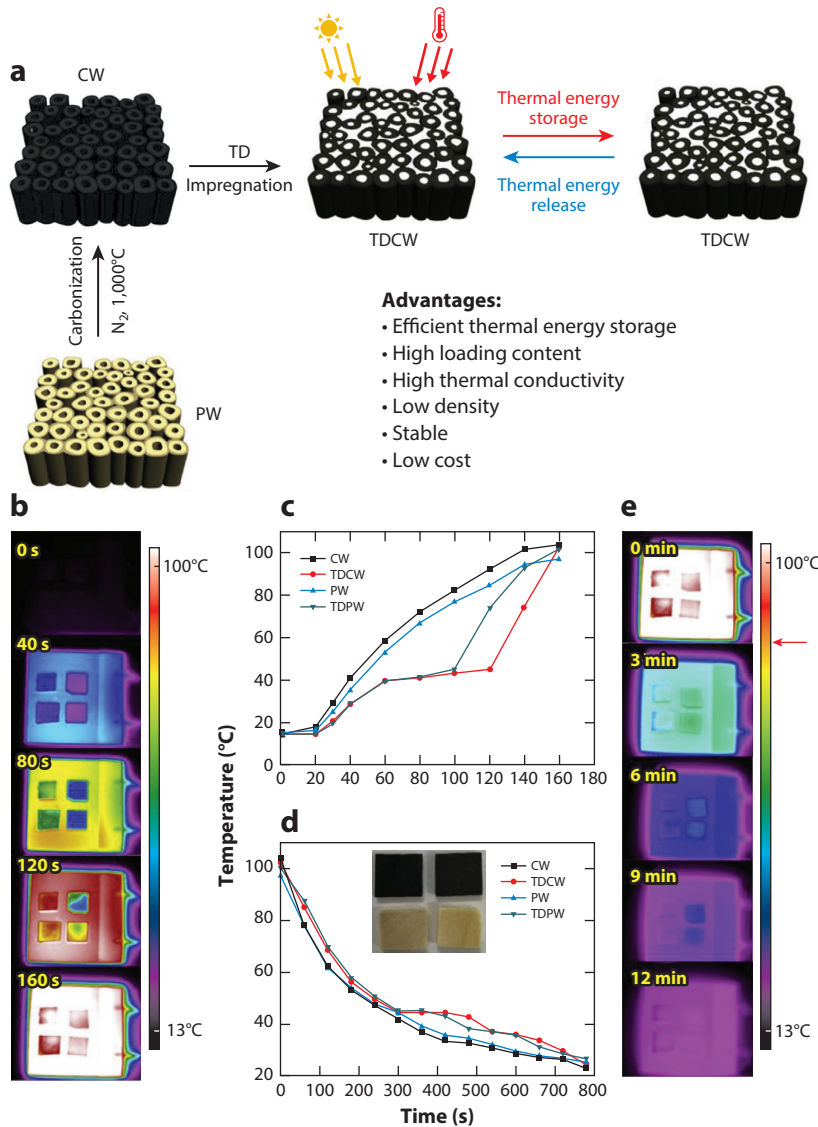 a
CW
TD
Impregnation
Thermal energy
storage
Thermal energy
release
TDCW
TDCW
Carbonization
N2, 1,000°C
PW
Advantages:
• Efficient thermal energy storage
• High loading content
• High thermal conductivity
• Low density
• Stable
• Low cost
b
0 s
40 s
80 s
120 s
160 s
100°C
13°C
c
CW
TDCW
PW
TDPW
100
80
60
40
20
0
0 20 40 60 80 100 120 140 160 180
Temperature (°C)
d
CW
TDCW
PW
TDPW
100
80
60
40
20
0 100 200 300 400 500 600 700 800
Time (s)
e
0 min
3 min
6 min
9 min
12 min
100°C
13°C